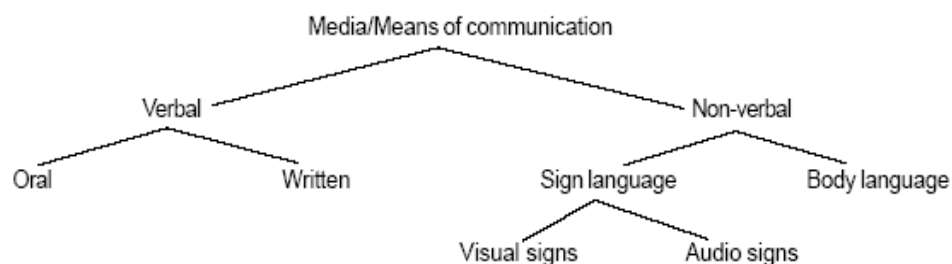 Media/Means of communication
Verbal Non-verbal
Oral Written Sign language Body language
Visual signs Audio signs